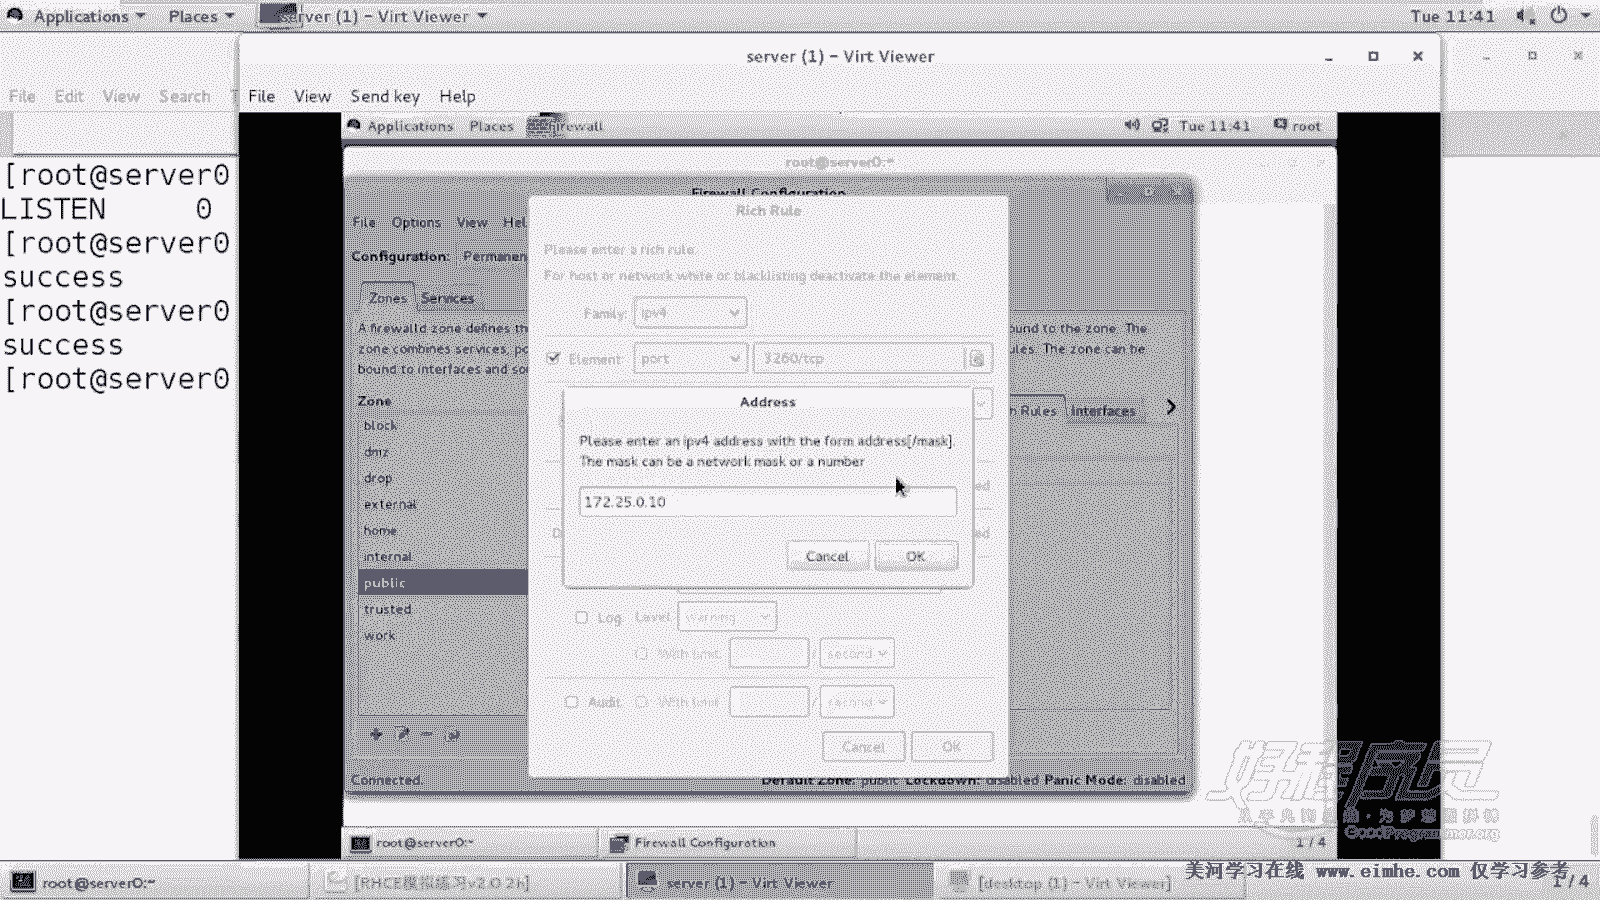 Applications Places server (1) - Virt Viewer Tue 11:41
server (1) - Virt Viewer
File Edit View Search T
File View Send key Help
Applications Places Firewall Tue 11:41 root
root@server0:~
[root@server0
LISTEN 0
[root@server0
success
[root@server0
success
[root@server0
Firewall Configuration
File Options View Hel
Configuration: Permanen
Zones Services
A firewalld zone defines th
ound to the zone. The
zone combines services, po
ules. The zone can be
bound to interfaces and so
Zone
block
dmz
drop
external
home
internal
public
trusted
work
h Rules Interfaces
Rich Rule
Please enter a rich rule.
For host or network white or blacklisting deactivate the element.
Family: ipv4
Element: port 3260/tcp
Address
Please enter an ipv4 address with the form address[/mask].
The mask can be a network mask or a number
172.25.0.10
Cancel OK
ed
ed
Log Level: warning
With limit: / second
Audit With limit: / second
Cancel OK
Connected.
Default Zone: public Lockdown: disabled Panic Mode: disabled
root@server0:~ Firewall Configuration 1 / 4
好程序员
GoodProgrammer.org
root@server0:~ [RHCE模拟练习v2.0 2h] server (1) - Virt Viewer [desktop (1) - Virt Viewer] 1 / 4
美河学习在线 www.eimhe.com 仅学习参考